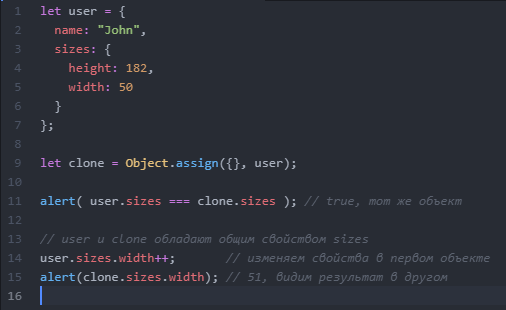 1 let user = {
2   name: "John",
3   sizes: {
4     height: 182,
5     width: 50
6   }
7 };
8
9 let clone = Object.assign({}, user);
10
11 alert( user.sizes === clone.sizes ); // true, тот же объект
12
13 // user и clone обладают общим свойством sizes
14 user.sizes.width++;       // изменяем свойства в первом объекте
15 alert(clone.sizes.width); // 51, видим результат в другом
16